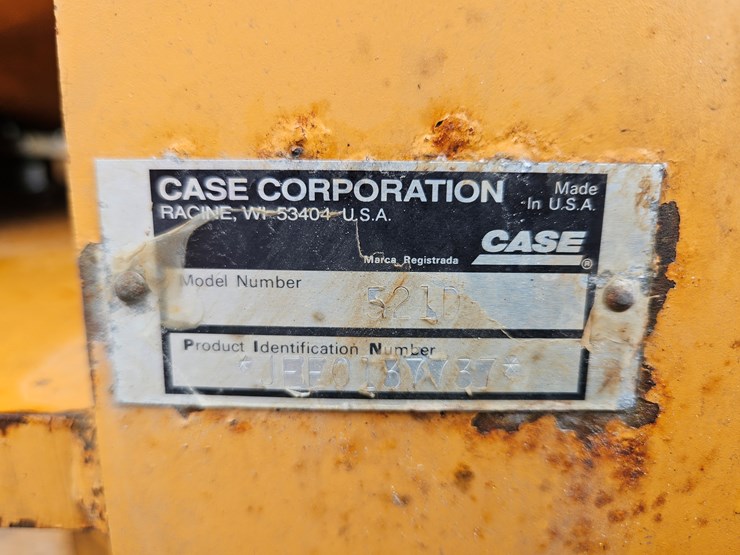 CASE CORPORATION
RACINE, WI 53404 U.S.A.
Made
In U.S.A.
CASE
®
Marca Registrada
Model Number
521D
Product Identification Number